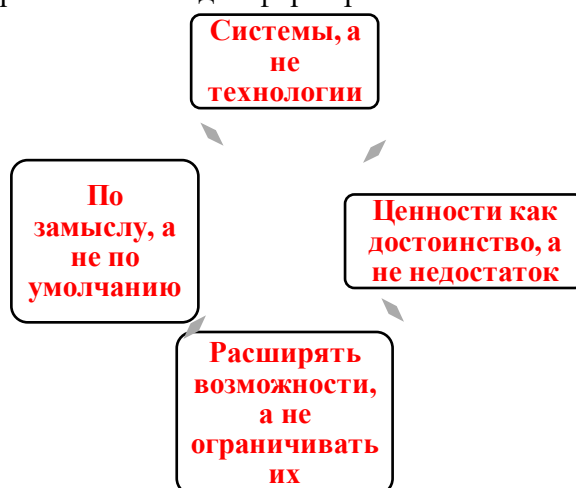 Системы, а
не
технологии
По
замыслу, а
не по
умолчанию
Ценности как
достоинство, а
не недостаток
Расширять
возможности,
а не
ограничивать
их